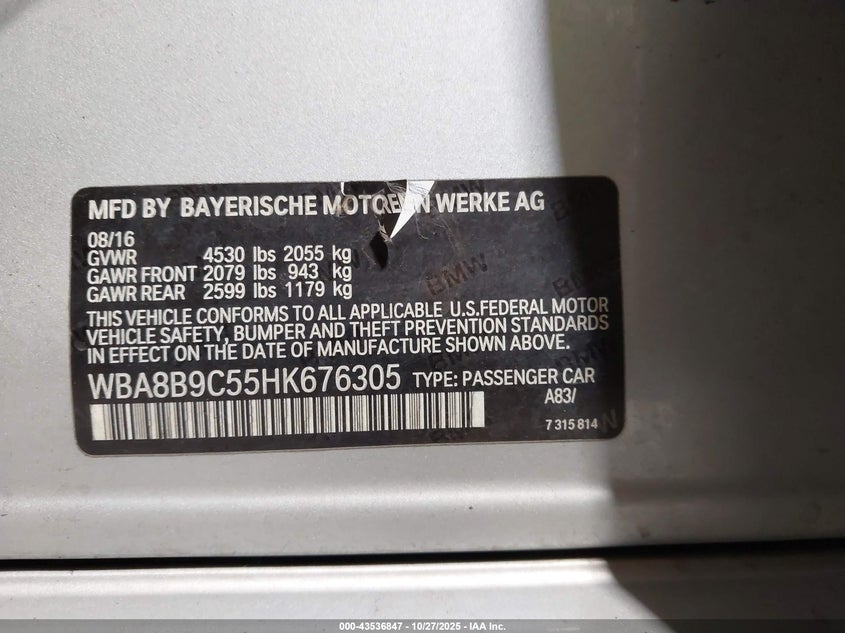 MFD BY BAYERISCHE MOTOREN WERKE AG
08/16
GVWR 4530 lbs 2055 kg
GAWR FRONT 2079 lbs 943 kg
GAWR REAR 2599 lbs 1179 kg
THIS VEHICLE CONFORMS TO ALL APPLICABLE U.S.FEDERAL MOTOR
VEHICLE SAFETY, BUMPER AND THEFT PREVENTION STANDARDS
IN EFFECT ON THE DATE OF MANUFACTURE SHOWN ABOVE.
WBA8B9C55HK676305 TYPE: PASSENGER CAR
A83/
7 315 814
BMW
000-43536847 - 10/27/2025 - IAA Inc.